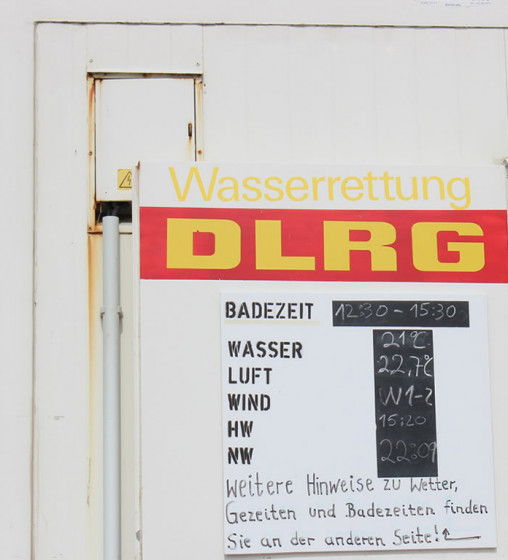 Wasserrettung
DLRG
BADEZEIT 12:30 - 15:30
WASSER 21°C
LUFT 22,7°C
WIND W1-2
HW 15:20
NW 22:09
Weitere Hinweise zu Wetter,
Gezeiten und Badezeiten finden
Sie an der anderen Seite!